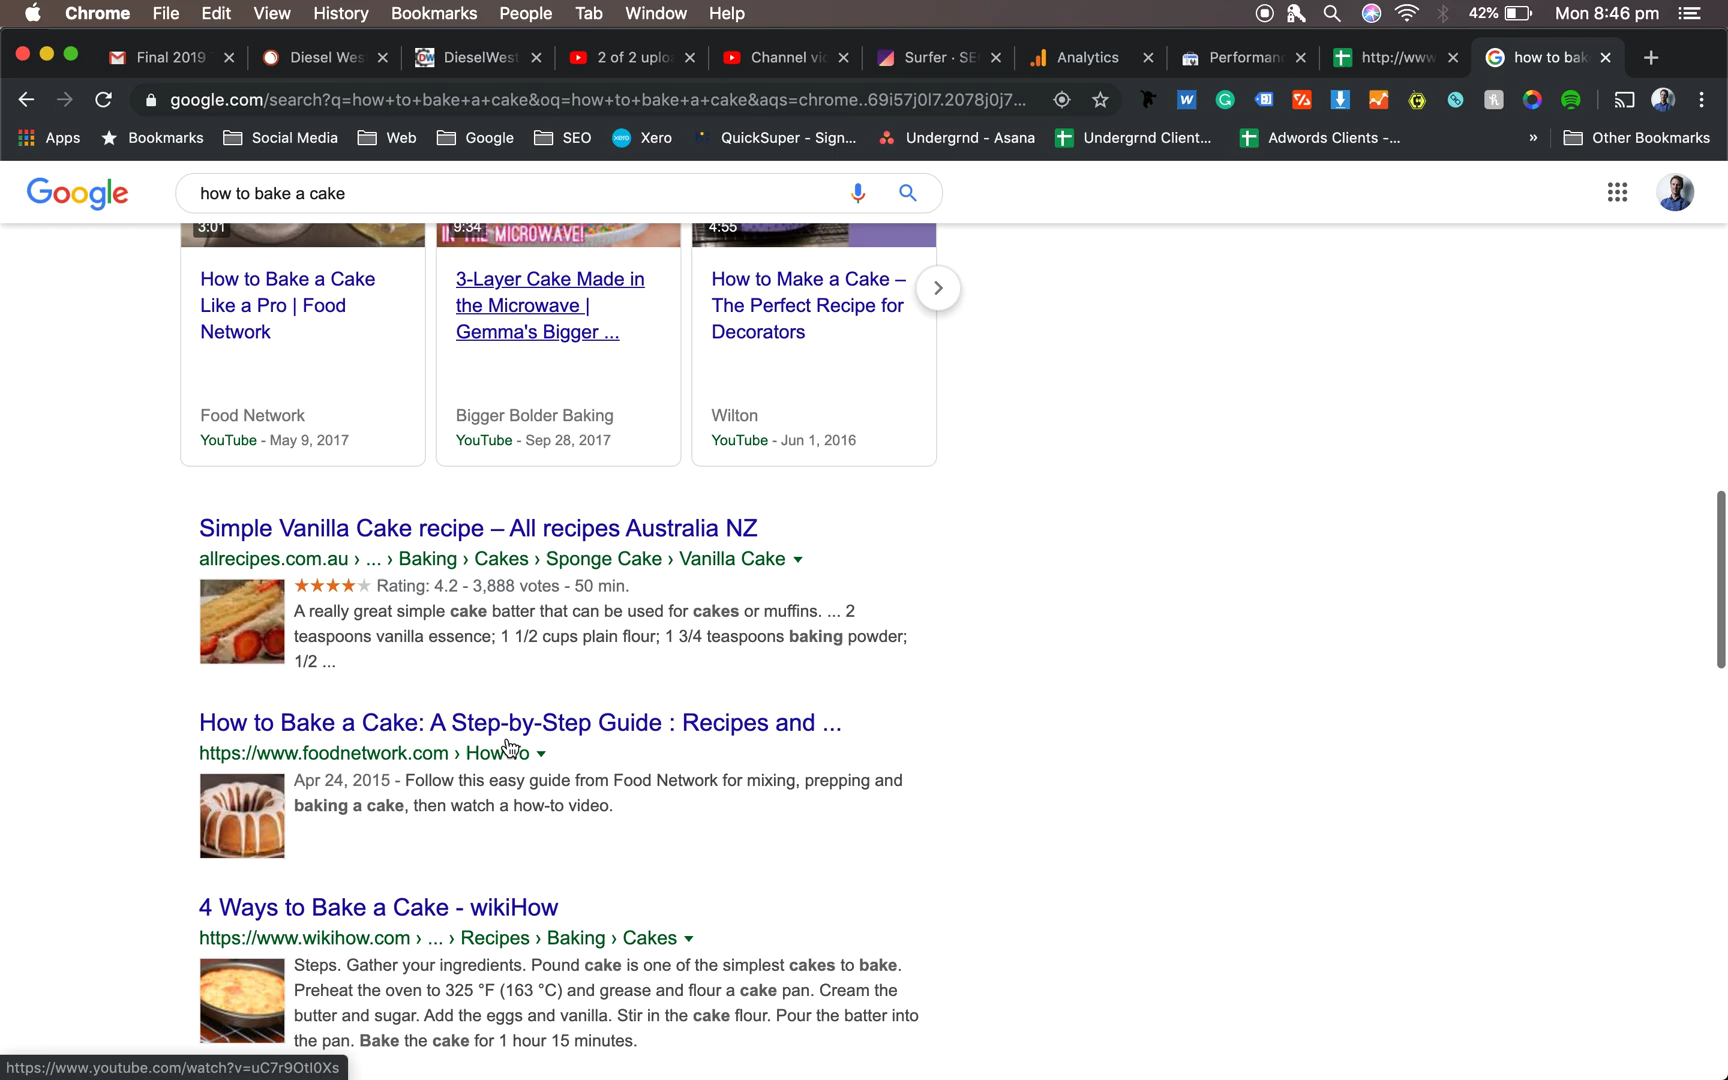 Chrome File Edit View History Bookmarks People Tab Window Help 42% Mon 8:46 pm
Final 2019 Diesel Wes DieselWest 2 of 2 uplo Channel vi Surfer · SE Analytics Performan http://www how to bak
google.com/search?q=how+to+bake+a+cake&oq=how+to+bake+a+cake&aqs=chrome..69i57j0l7.2078j0j7...
Apps Bookmarks Social Media Web Google SEO Xero QuickSuper - Sign... Undergrnd - Asana Undergrnd Client... Adwords Clients -... » Other Bookmarks
Google how to bake a cake
3:01 9:34 IN THE MICROWAVE! 4:55
How to Bake a Cake Like a Pro | Food Network
3-Layer Cake Made in the Microwave | Gemma's Bigger ...
How to Make a Cake – The Perfect Recipe for Decorators
Food Network Bigger Bolder Baking Wilton
YouTube - May 9, 2017 YouTube - Sep 28, 2017 YouTube - Jun 1, 2016
Simple Vanilla Cake recipe – All recipes Australia NZ
allrecipes.com.au › ... › Baking › Cakes › Sponge Cake › Vanilla Cake
Rating: 4.2 - 3,888 votes - 50 min.
A really great simple cake batter that can be used for cakes or muffins. ... 2
teaspoons vanilla essence; 1 1/2 cups plain flour; 1 3/4 teaspoons baking powder;
1/2 ...
How to Bake a Cake: A Step-by-Step Guide : Recipes and ...
https://www.foodnetwork.com › How To
Apr 24, 2015 - Follow this easy guide from Food Network for mixing, prepping and
baking a cake, then watch a how-to video.
4 Ways to Bake a Cake - wikiHow
https://www.wikihow.com › ... › Recipes › Baking › Cakes
Steps. Gather your ingredients. Pound cake is one of the simplest cakes to bake.
Preheat the oven to 325 °F (163 °C) and grease and flour a cake pan. Cream the
butter and sugar. Add the eggs and vanilla. Stir in the cake flour. Pour the batter into
the pan. Bake the cake for 1 hour 15 minutes.
https://www.youtube.com/watch?v=uC7r9OtI0Xs